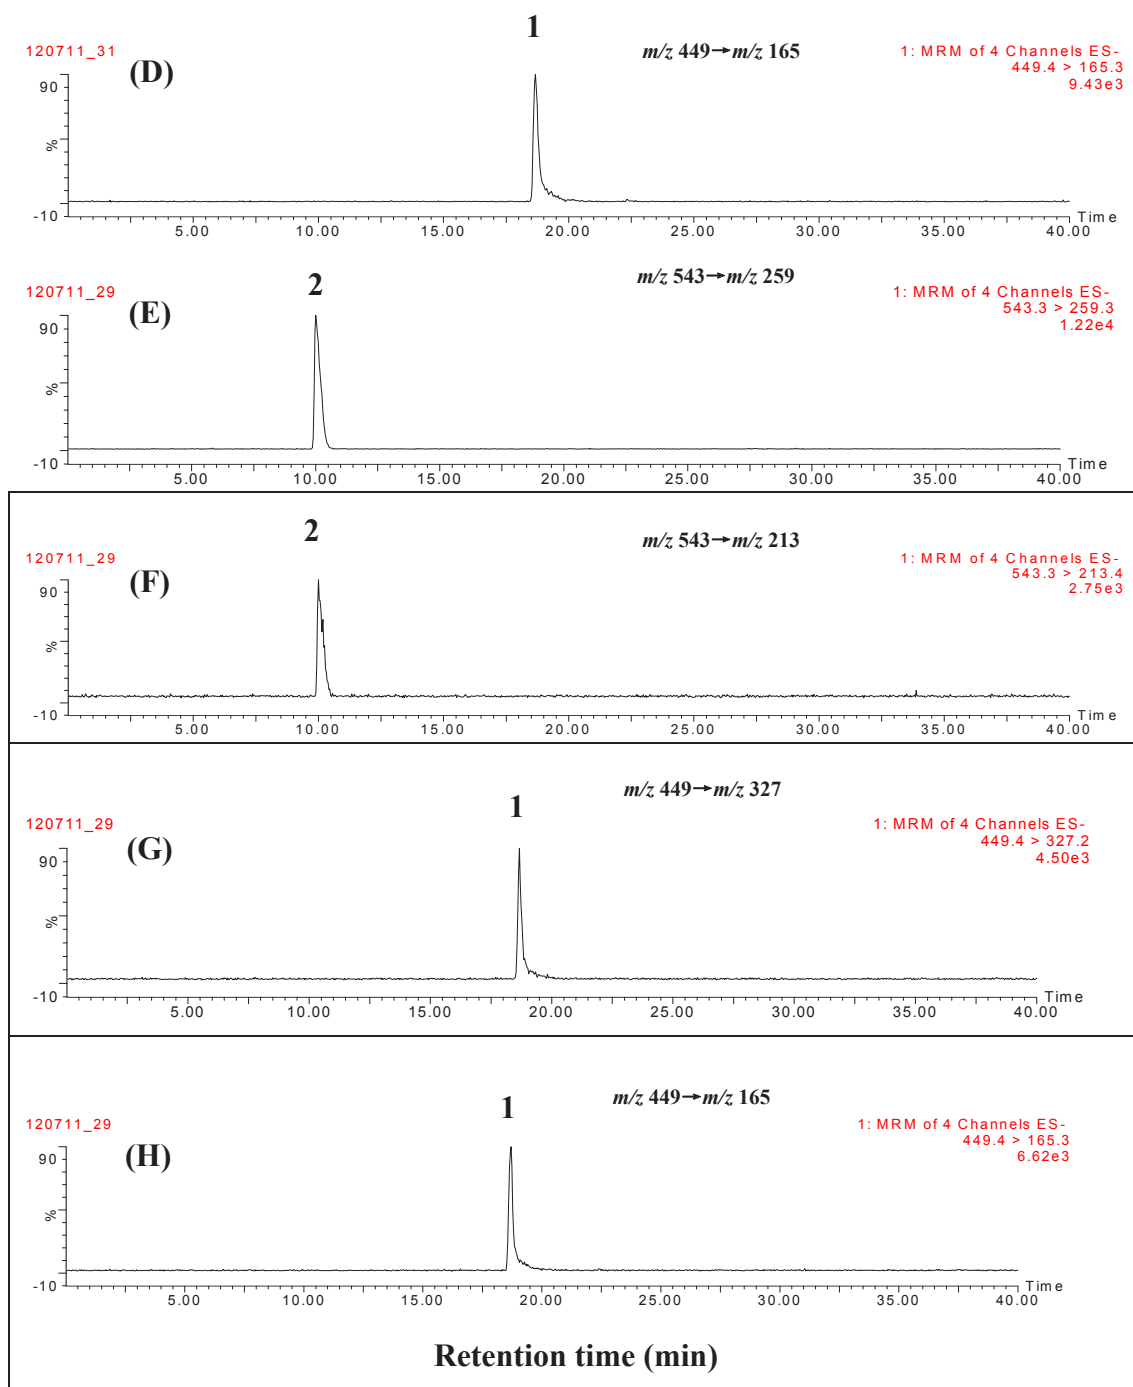 1
120711_31
(D)
m/z 449→m/z 165
1: MRM of 4 Channels ES-
449.4 > 165.3
9.43e3
90
%
-10
Time
5.00 10.00 15.00 20.00 25.00 30.00 35.00 40.00
2
120711_29
(E)
m/z 543→m/z 259
1: MRM of 4 Channels ES-
543.3 > 259.3
1.22e4
90
%
-10
Time
5.00 10.00 15.00 20.00 25.00 30.00 35.00 40.00
2
120711_29
(F)
m/z 543→m/z 213
1: MRM of 4 Channels ES-
543.3 > 213.4
2.75e3
90
%
-10
Time
5.00 10.00 15.00 20.00 25.00 30.00 35.00 40.00
1
120711_29
(G)
m/z 449→m/z 327
1: MRM of 4 Channels ES-
449.4 > 327.2
4.50e3
90
%
-10
Time
5.00 10.00 15.00 20.00 25.00 30.00 35.00 40.00
1
120711_29
(H)
m/z 449→m/z 165
1: MRM of 4 Channels ES-
449.4 > 165.3
6.62e3
90
%
-10
Time
5.00 10.00 15.00 20.00 25.00 30.00 35.00 40.00
Retention time (min)